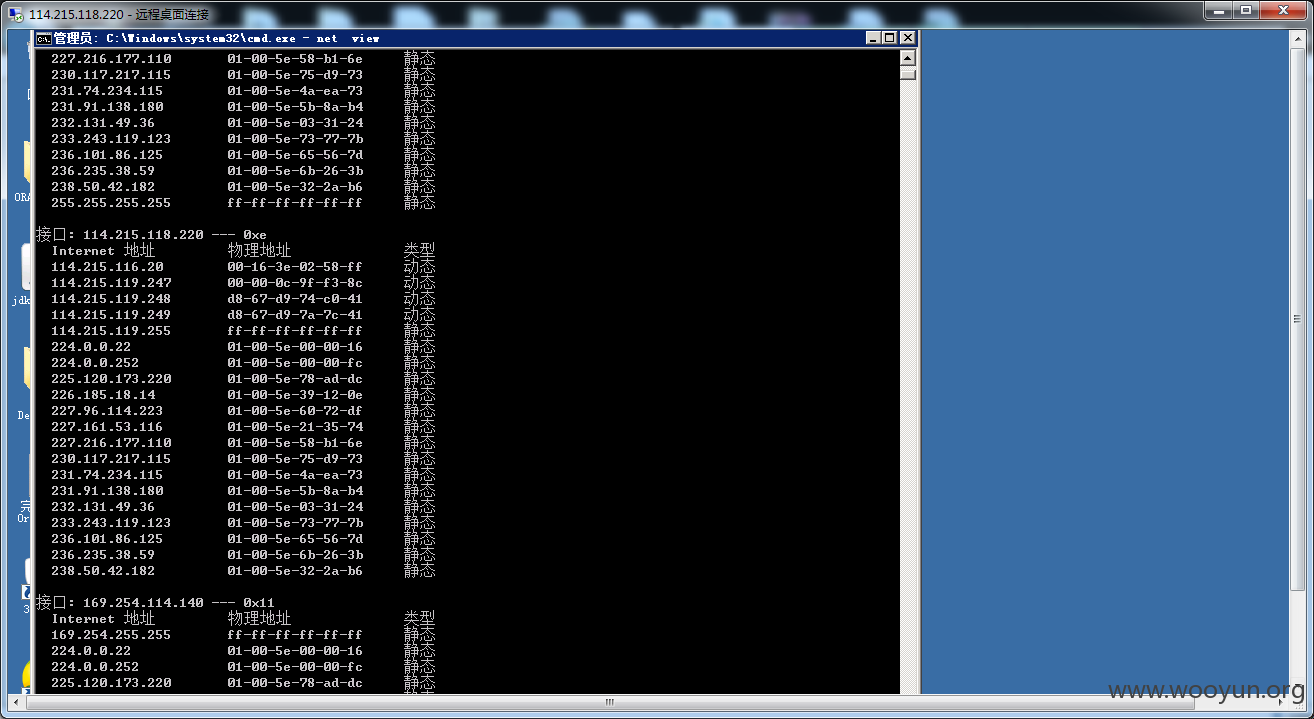 114.215.118.220 - 远程桌面连接
管理员: C:\Windows\system32\cmd.exe - net  view
227.216.177.110 01-00-5e-58-b1-6e 静态
230.117.217.115 01-00-5e-75-d9-73 静态
231.74.234.115 01-00-5e-4a-ea-73 静态
231.91.138.180 01-00-5e-5b-8a-b4 静态
232.131.49.36 01-00-5e-03-31-24 静态
233.243.119.123 01-00-5e-73-77-7b 静态
236.101.86.125 01-00-5e-65-56-7d 静态
236.235.38.59 01-00-5e-6b-26-3b 静态
238.50.42.182 01-00-5e-32-2a-b6 静态
255.255.255.255 ff-ff-ff-ff-ff-ff 静态
接口: 114.215.118.220 --- 0xe
Internet 地址 物理地址 类型
114.215.116.20 00-16-3e-02-58-ff 动态
114.215.119.247 00-00-0c-9f-f3-8c 动态
114.215.119.248 d8-67-d9-74-c0-41 动态
114.215.119.249 d8-67-d9-7a-7c-41 动态
114.215.119.255 ff-ff-ff-ff-ff-ff 静态
224.0.0.22 01-00-5e-00-00-16 静态
224.0.0.252 01-00-5e-00-00-fc 静态
225.120.173.220 01-00-5e-78-ad-dc 静态
226.185.18.14 01-00-5e-39-12-0e 静态
227.96.114.223 01-00-5e-60-72-df 静态
227.161.53.116 01-00-5e-21-35-74 静态
227.216.177.110 01-00-5e-58-b1-6e 静态
230.117.217.115 01-00-5e-75-d9-73 静态
231.74.234.115 01-00-5e-4a-ea-73 静态
231.91.138.180 01-00-5e-5b-8a-b4 静态
232.131.49.36 01-00-5e-03-31-24 静态
233.243.119.123 01-00-5e-73-77-7b 静态
236.101.86.125 01-00-5e-65-56-7d 静态
236.235.38.59 01-00-5e-6b-26-3b 静态
238.50.42.182 01-00-5e-32-2a-b6 静态
接口: 169.254.114.140 --- 0x11
Internet 地址 物理地址 类型
169.254.255.255 ff-ff-ff-ff-ff-ff 静态
224.0.0.22 01-00-5e-00-00-16 静态
224.0.0.252 01-00-5e-00-00-fc 静态
225.120.173.220 01-00-5e-78-ad-dc 静态
ORA
jdk
De
完
Or
3
www.wooyun.org